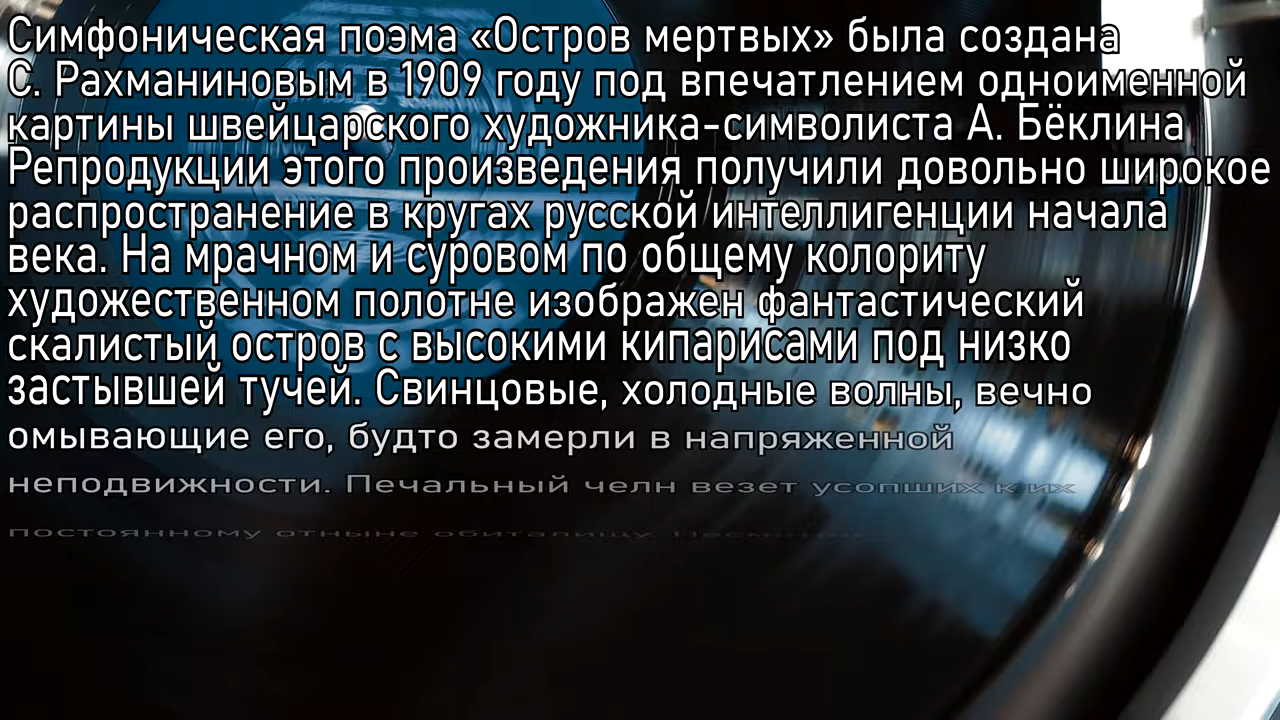 Симфоническая поэма «Остров мертвых» была создана
С. Рахманиновым в 1909 году под впечатлением одноименной
картины швейцарского художника-символиста А. Бёклина
Репродукции этого произведения получили довольно широкое
распространение в кругах русской интеллигенции начала
века. На мрачном и суровом по общему колориту
художественном полотне изображен фантастический
скалистый остров с высокими кипарисами под низко
застывшей тучей. Свинцовые, холодные волны, вечно
омывающие его, будто замерли в напряженной
неподвижности. Печальный челн везет усопших к их
постоянному отныне обиталищу.